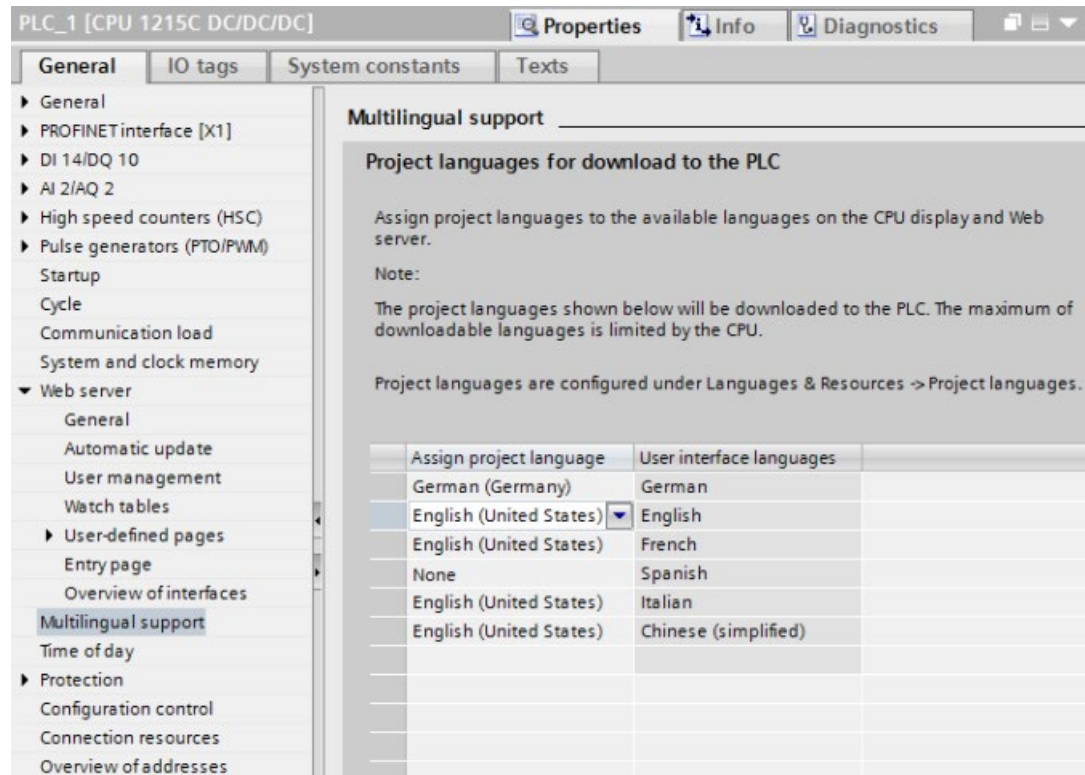 PLC_1 [CPU 1215C DC/DC/DC]
Properties
Info
Diagnostics
General
IO tags
System constants
Texts
General
PROFINET interface [X1]
DI 14/DQ 10
AI 2/AQ 2
High speed counters (HSC)
Pulse generators (PTO/PWM)
Startup
Cycle
Communication load
System and clock memory
Web server
General
Automatic update
User management
Watch tables
User-defined pages
Entry page
Overview of interfaces
Multilingual support
Time of day
Protection
Configuration control
Connection resources
Overview of addresses
Multilingual support
Project languages for download to the PLC
Assign project languages to the available languages on the CPU display and Web
server.
Note:
The project languages shown below will be downloaded to the PLC. The maximum of
downloadable languages is limited by the CPU.
Project languages are configured under Languages & Resources -> Project languages.
Assign project language User interface languages
German (Germany) German
English (United States) English
English (United States) French
None Spanish
English (United States) Italian
English (United States) Chinese (simplified)